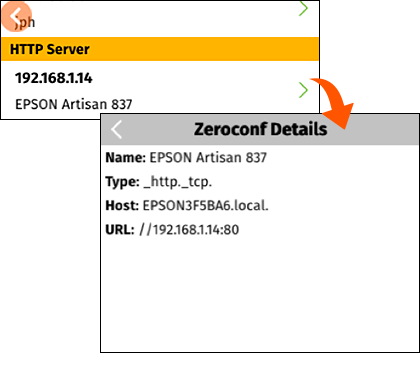 HTTP Server
192.168.1.14
EPSON Artisan 837
Zeroconf Details
Name: EPSON Artisan 837
Type: _http._tcp.
Host: EPSON3F5BA6.local.
URL: //192.168.1.14:80